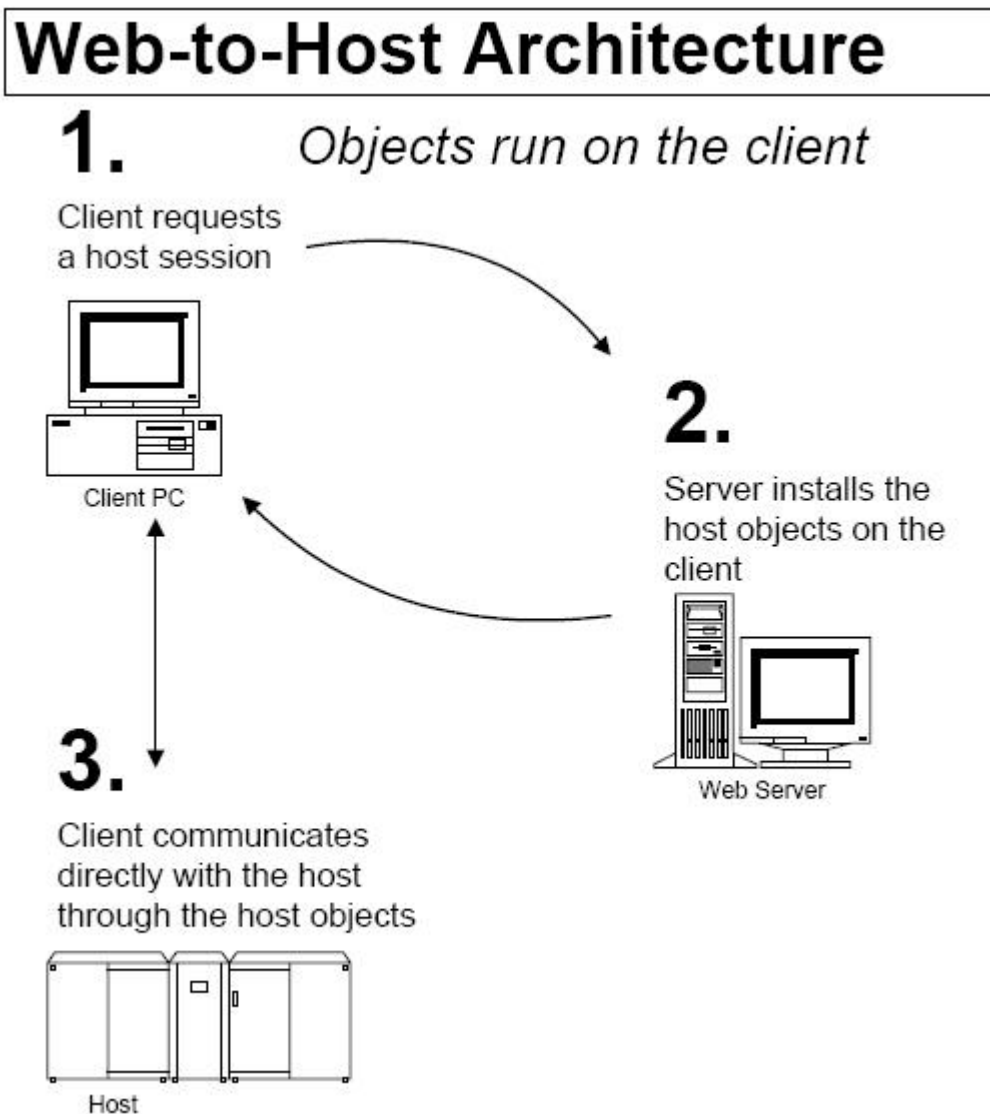 Web-to-Host Architecture
1.
Objects run on the client
Client requests
a host session
Client PC
2.
Server installs the
host objects on the
client
Web Server
3.
Client communicates
directly with the host
through the host objects
Host